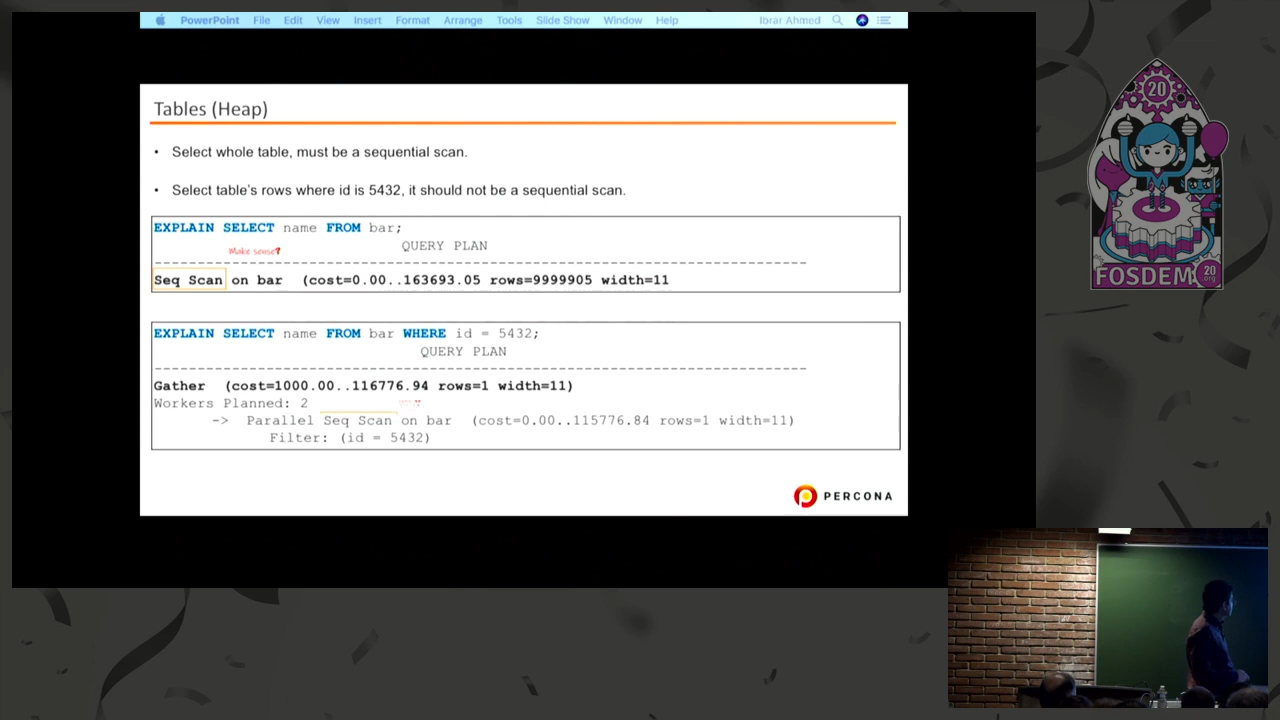 PowerPoint File Edit View Insert Format Arrange Tools Slide Show Window Help Ibrar Ahmed
Tables (Heap)
• Select whole table, must be a sequential scan.
• Select table's rows where id is 5432, it should not be a sequential scan.
EXPLAIN SELECT name FROM bar;
Make sense?
QUERY PLAN
---------------------------------------------------------------------------
Seq Scan on bar (cost=0.00..163693.05 rows=9999905 width=11
EXPLAIN SELECT name FROM bar WHERE id = 5432;
QUERY PLAN
---------------------------------------------------------------------------
Gather (cost=1000.00..116776.94 rows=1 width=11)
Workers Planned: 2
-> Parallel Seq Scan on bar (cost=0.00..115776.84 rows=1 width=11)
Filter: (id = 5432)
PERCONA
20
FOSDEM
20
.org